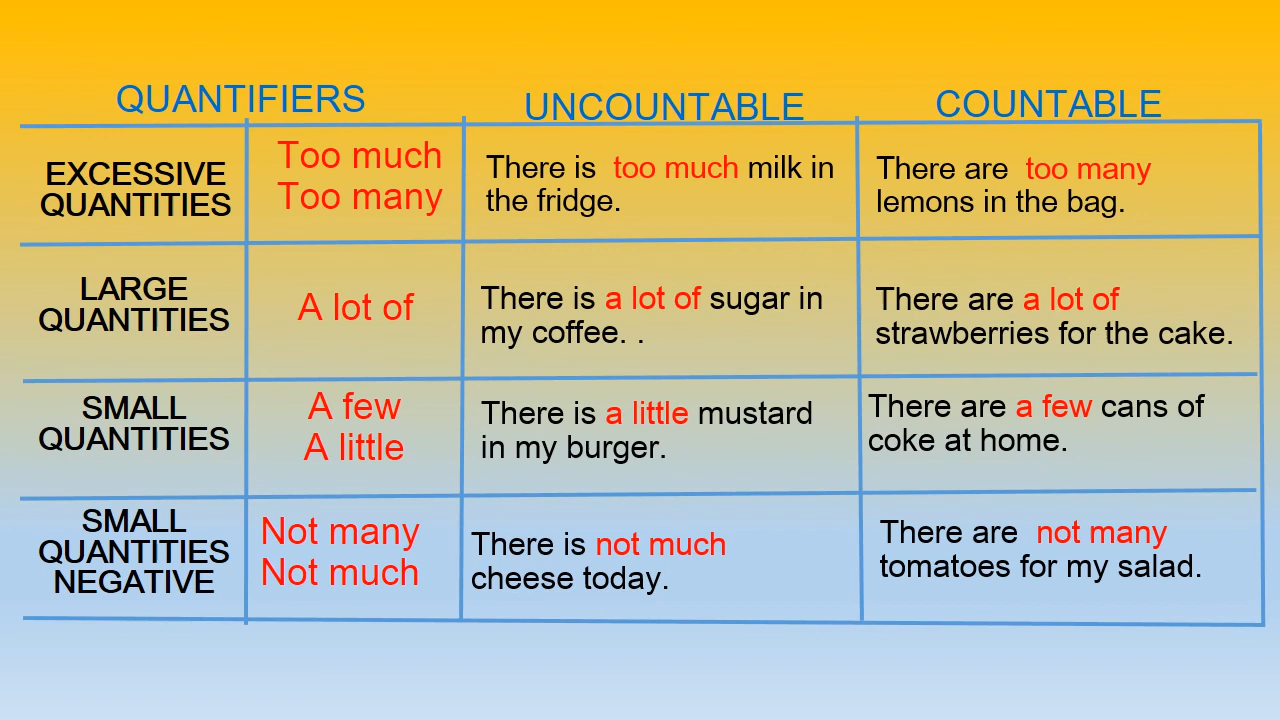 QUANTIFIERS
UNCOUNTABLE
COUNTABLE
EXCESSIVE
QUANTITIES
Too much
Too many
There is too much milk in
the fridge.
There are too many
lemons in the bag.
LARGE
QUANTITIES
A lot of
There is a lot of sugar in
my coffee. .
There are a lot of
strawberries for the cake.
SMALL
QUANTITIES
A few
A little
There is a little mustard
in my burger.
There are a few cans of
coke at home.
SMALL
QUANTITIES
NEGATIVE
Not many
Not much
There is not much
cheese today.
There are not many
tomatoes for my salad.